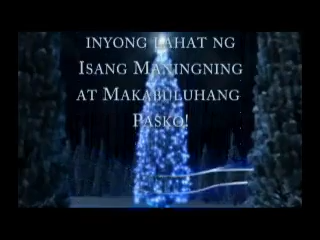 INYONG LAHAT NG
ISANG MANINGNING
AT MAKABULUHANG
PASKO!